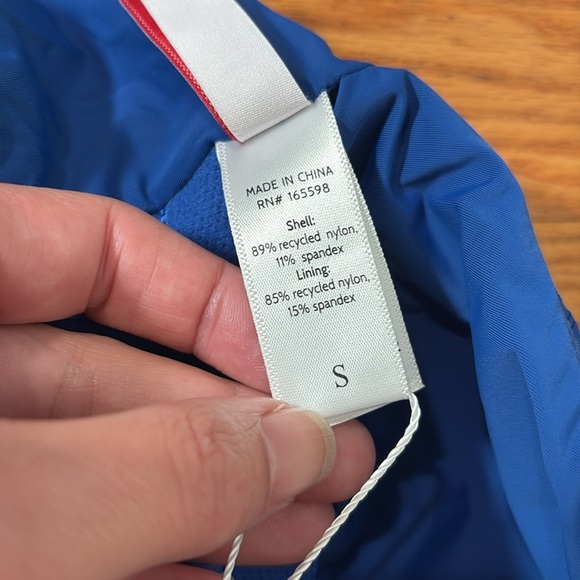 MADE IN CHINA
RN# 165598
Shell:
89% recycled nylon,
11% spandex
Lining:
85% recycled nylon,
15% spandex
S